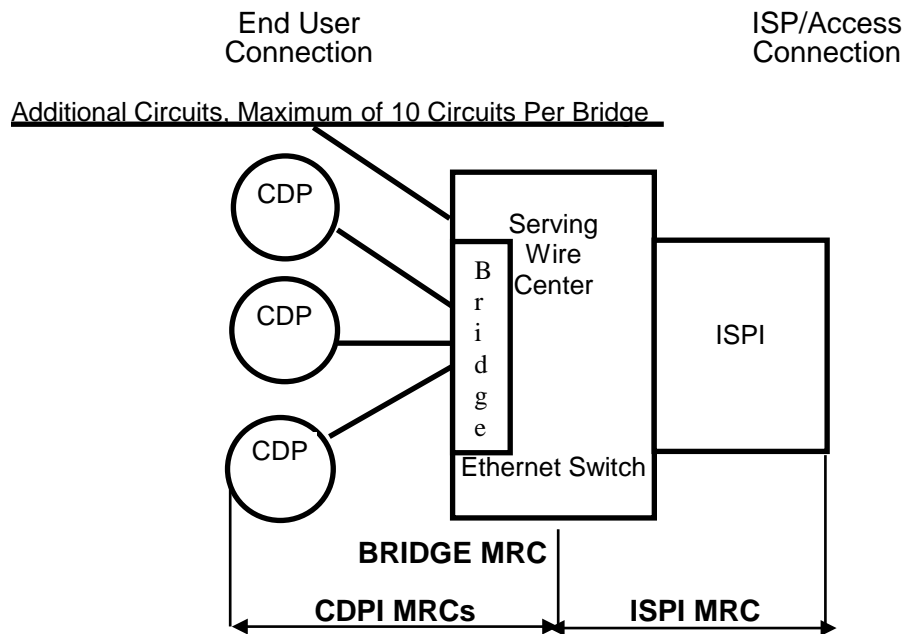 End User
Connection
ISP/Access
Connection
Additional Circuits, Maximum of 10 Circuits Per Bridge
CDP
CDP
CDP
Bridge
Serving
Wire
Center
Ethernet Switch
ISPI
BRIDGE MRC
CDPI MRCs
ISPI MRC